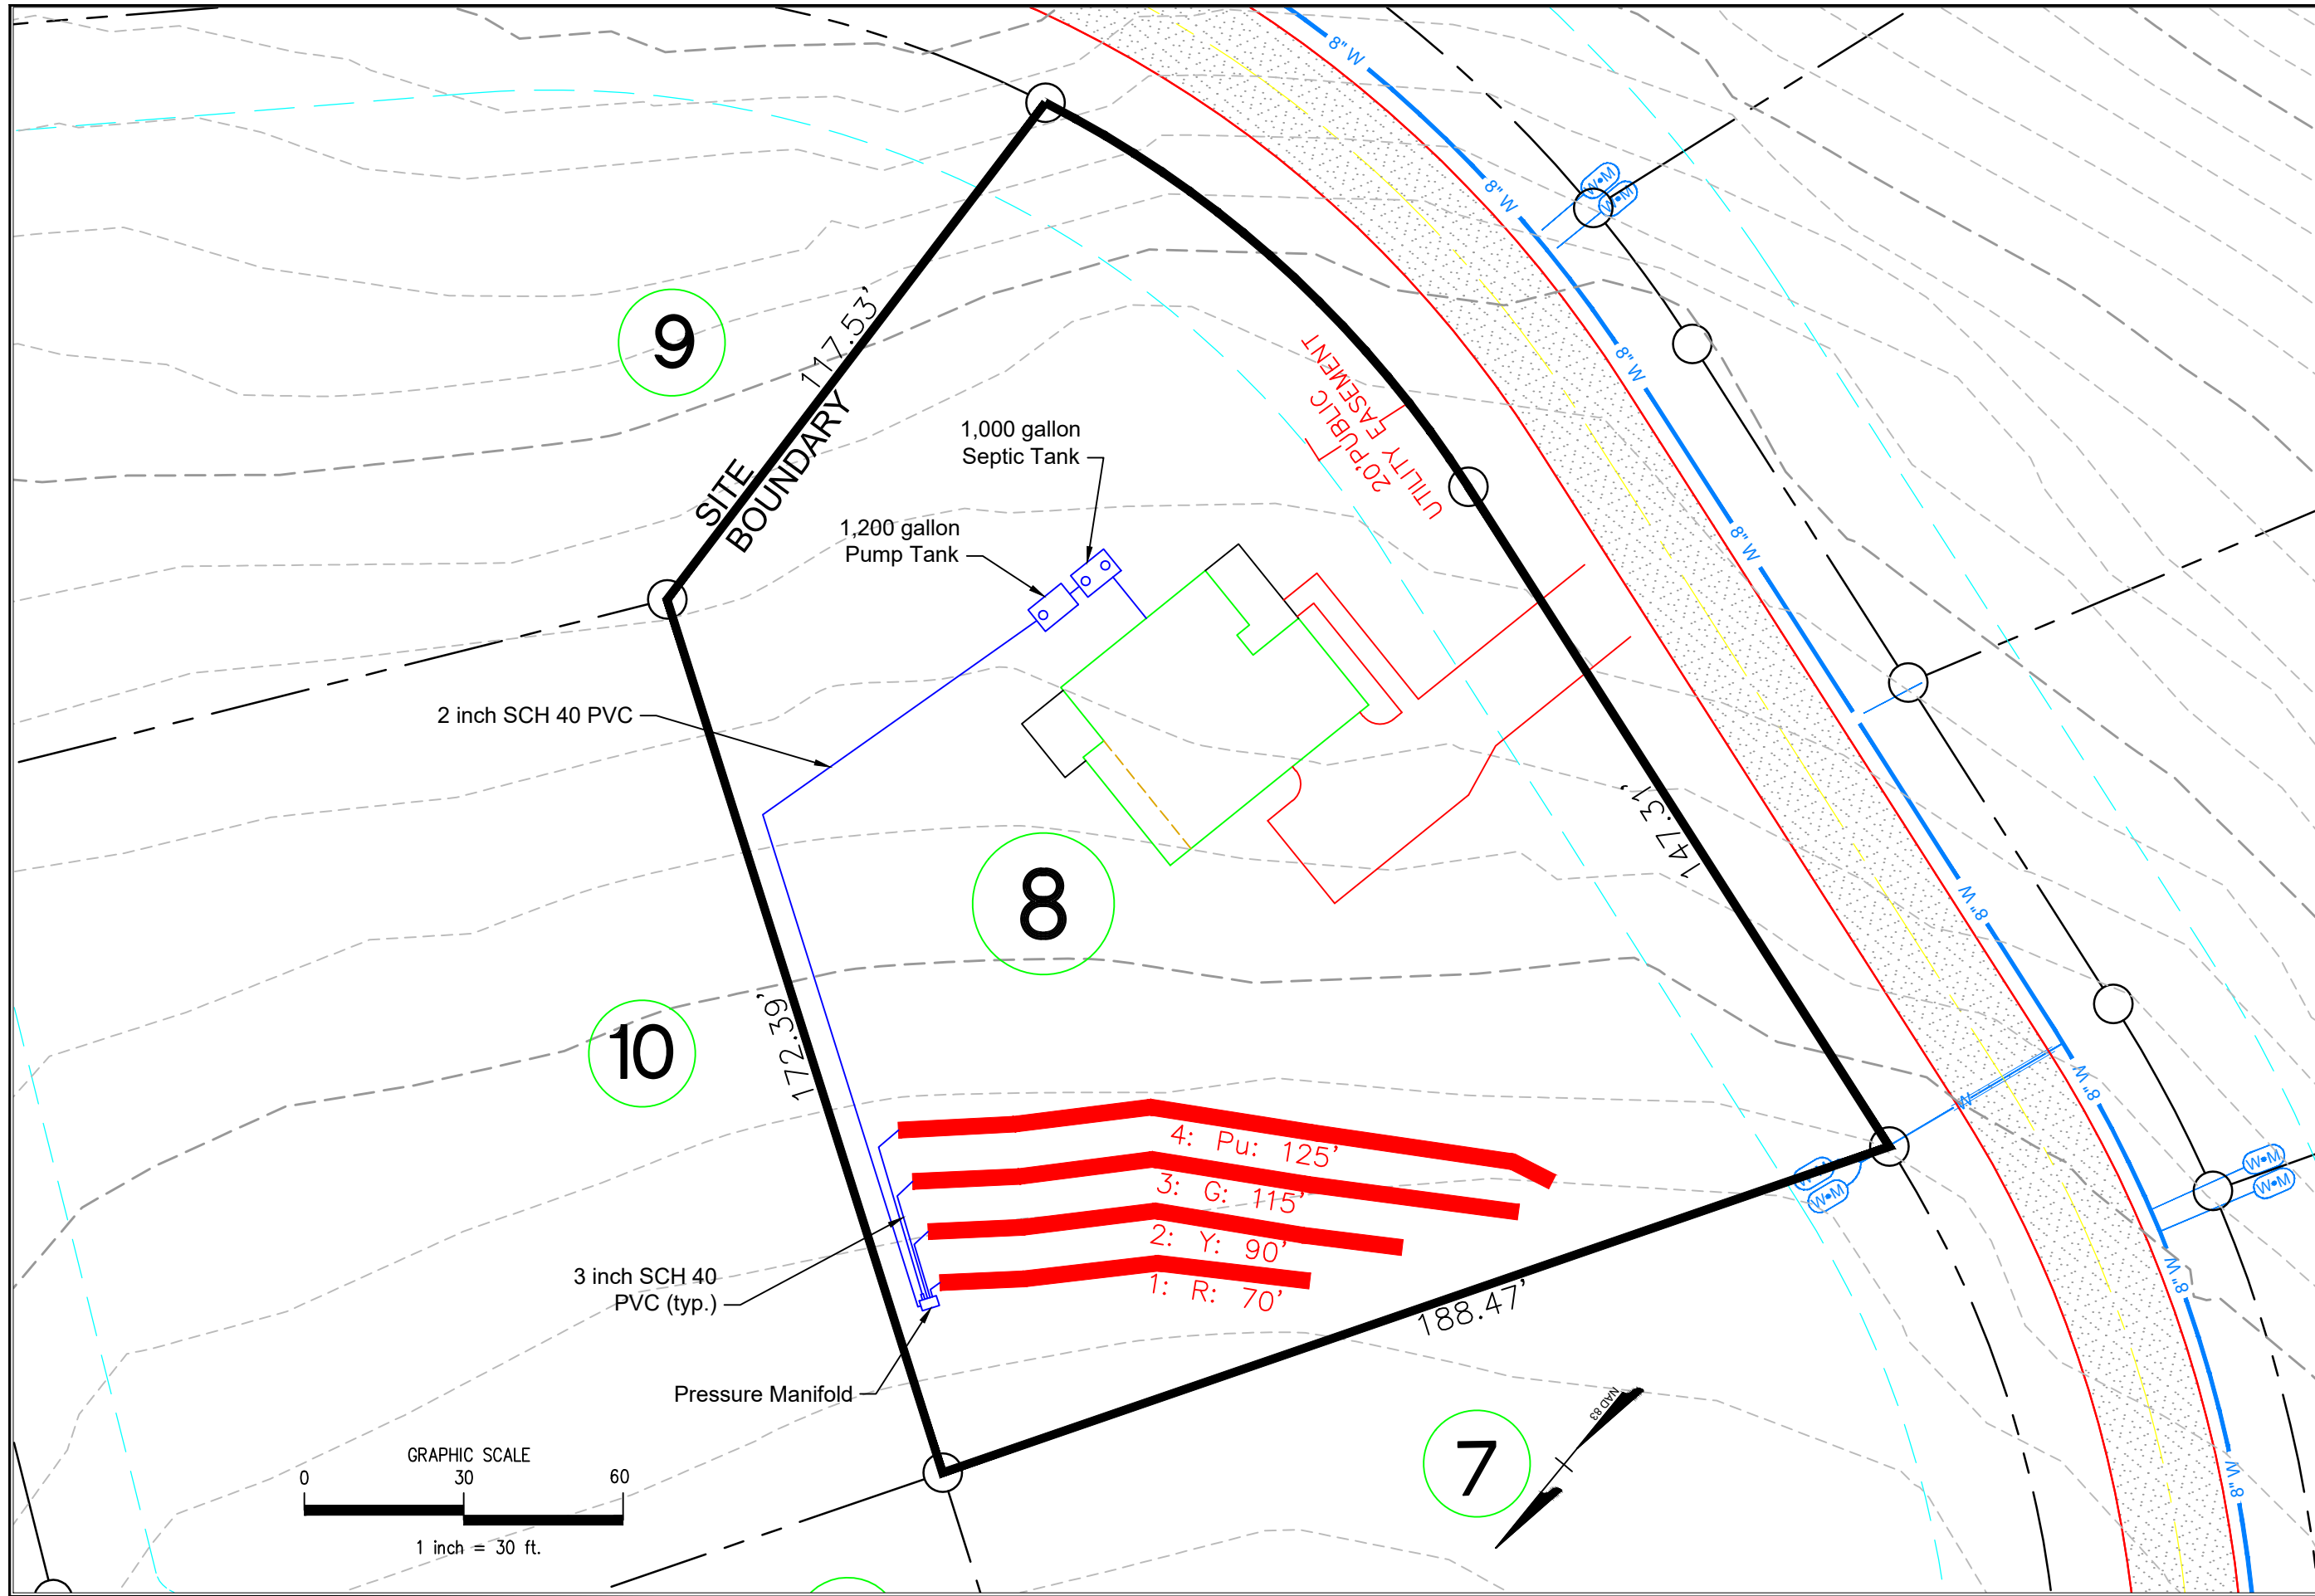 8" W
W•M
W•M
8" W
9
117.53'
SITE
BOUNDARY
20'PUBLIC
UTILITY EASEMENT
8" W
1,000 gallon
Septic Tank
1,200 gallon
Pump Tank
8" W
2 inch SCH 40 PVC
147.31'
8
8" W
10
172.39'
W
8" W
4: Pu: 125'
3: G: 115'
2: Y: 90'
1: R: 70'
W•M
W•M
W•M
W•M
8" W
3 inch SCH 40
PVC (typ.)
188.47'
Pressure Manifold
NAD 83
7
8" W
GRAPHIC SCALE
0 30 60
1 inch = 30 ft.